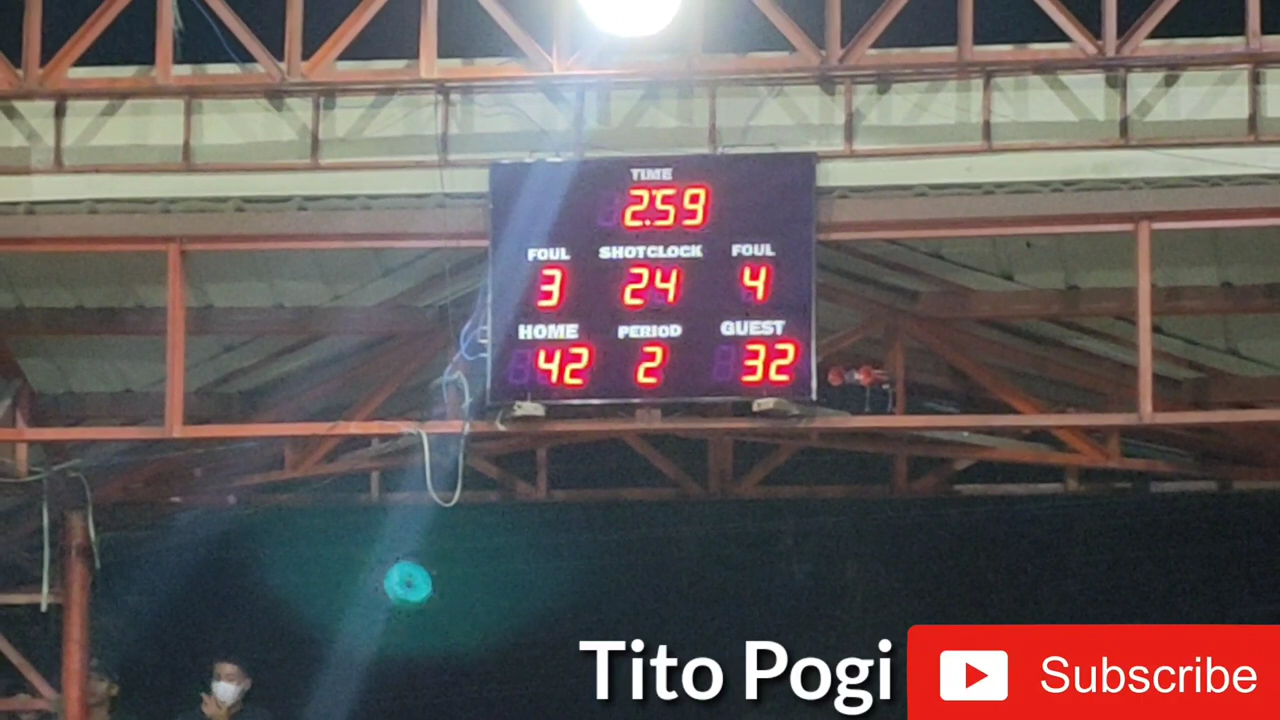 TIME
2:59
FOUL SHOTCLOCK FOUL
3 24 4
HOME PERIOD GUEST
42 2 32
Tito Pogi Subscribe